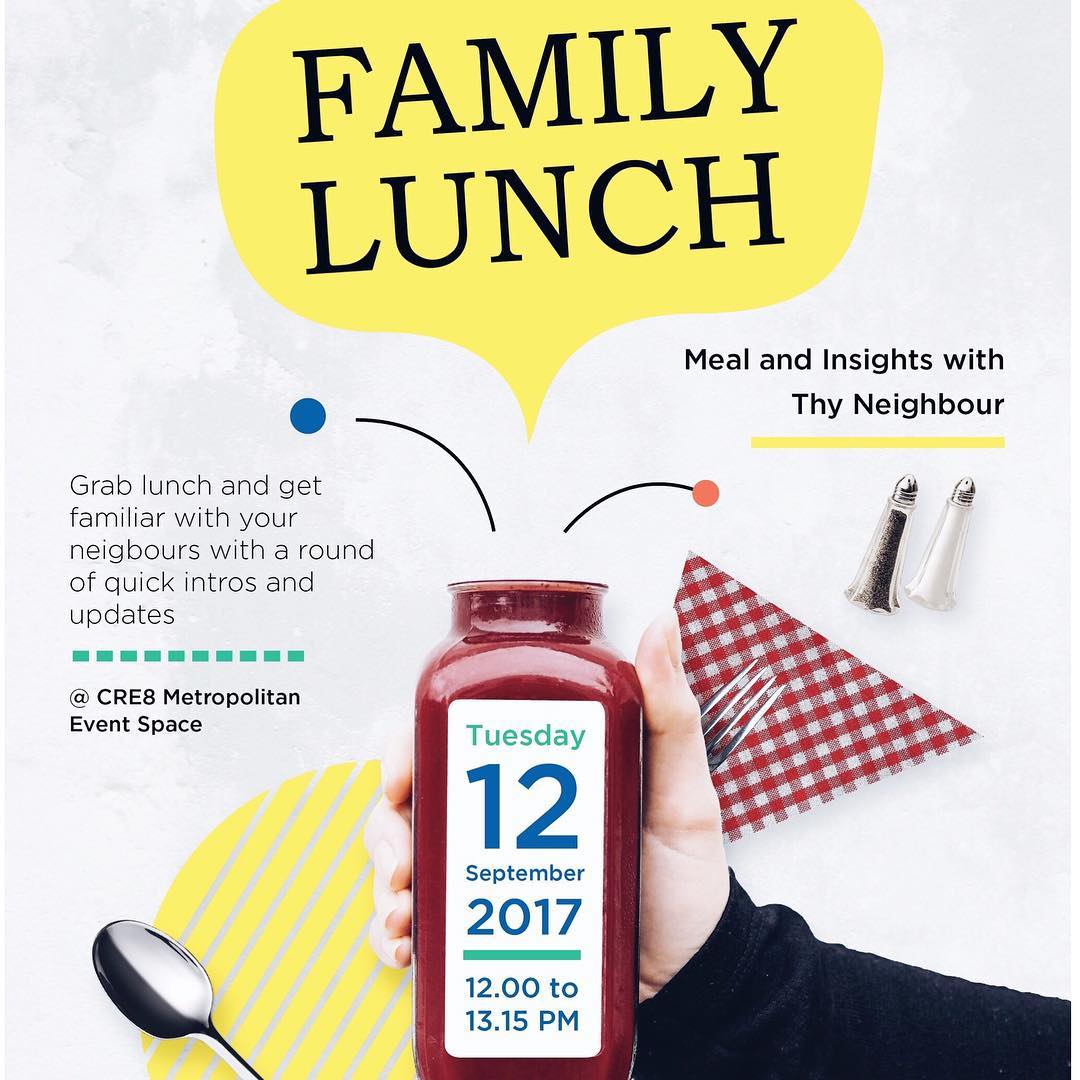 FAMILY
LUNCH
Meal and Insights with
Thy Neighbour
Grab lunch and get
familiar with your
neigbours with a round
of quick intros and
updates
@ CRE8 Metropolitan
Event Space
Tuesday
12
September
2017
12.00 to
13.15 PM